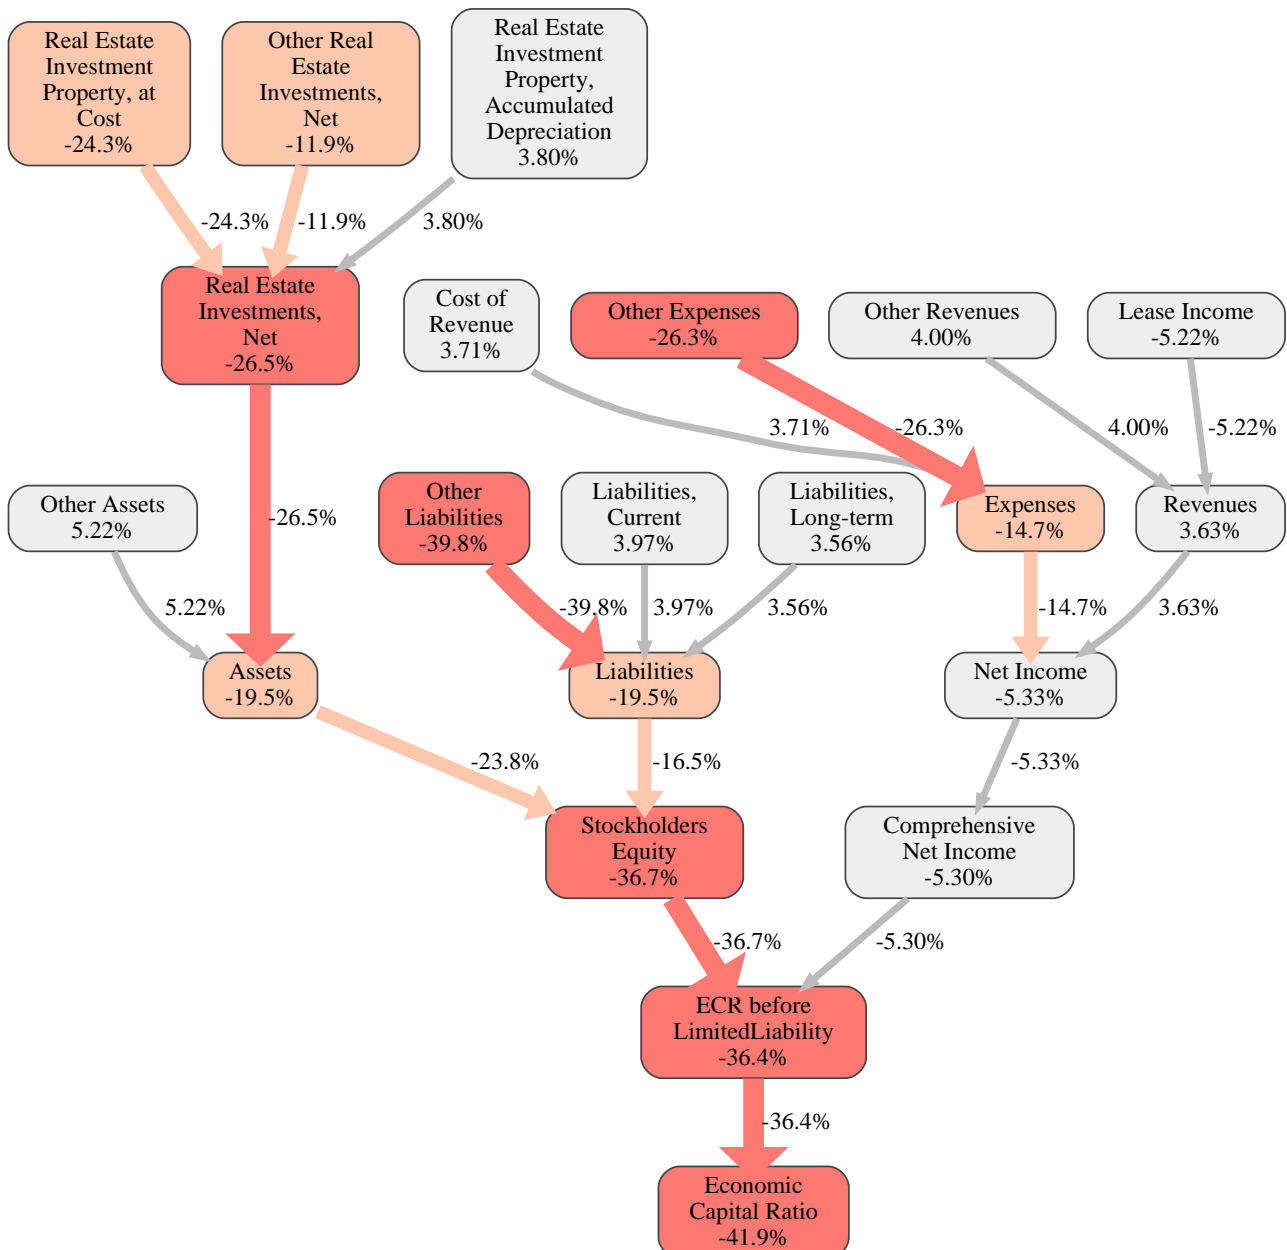 Real Estate
Investment
Property, at
Cost
-24.3%
Other Real
Estate
Investments,
Net
-11.9%
Real Estate
Investment
Property,
Accumulated
Depreciation
3.80%
-24.3%
-11.9%
3.80%
Real Estate
Investments,
Net
-26.5%
Cost of
Revenue
3.71%
Other Expenses
-26.3%
Other Revenues
4.00%
Lease Income
-5.22%
3.71%
-26.3%
4.00%
-5.22%
Other Assets
5.22%
-26.5%
Other
Liabilities
-39.8%
Liabilities,
Current
3.97%
Liabilities,
Long-term
3.56%
Expenses
-14.7%
Revenues
3.63%
5.22%
-39.8%
3.97%
3.56%
-14.7%
3.63%
Assets
-19.5%
Liabilities
-19.5%
Net Income
-5.33%
-23.8%
-16.5%
-5.33%
Stockholders
Equity
-36.7%
Comprehensive
Net Income
-5.30%
-36.7%
-5.30%
ECR before
LimitedLiability
-36.4%
-36.4%
Economic
Capital Ratio
-41.9%